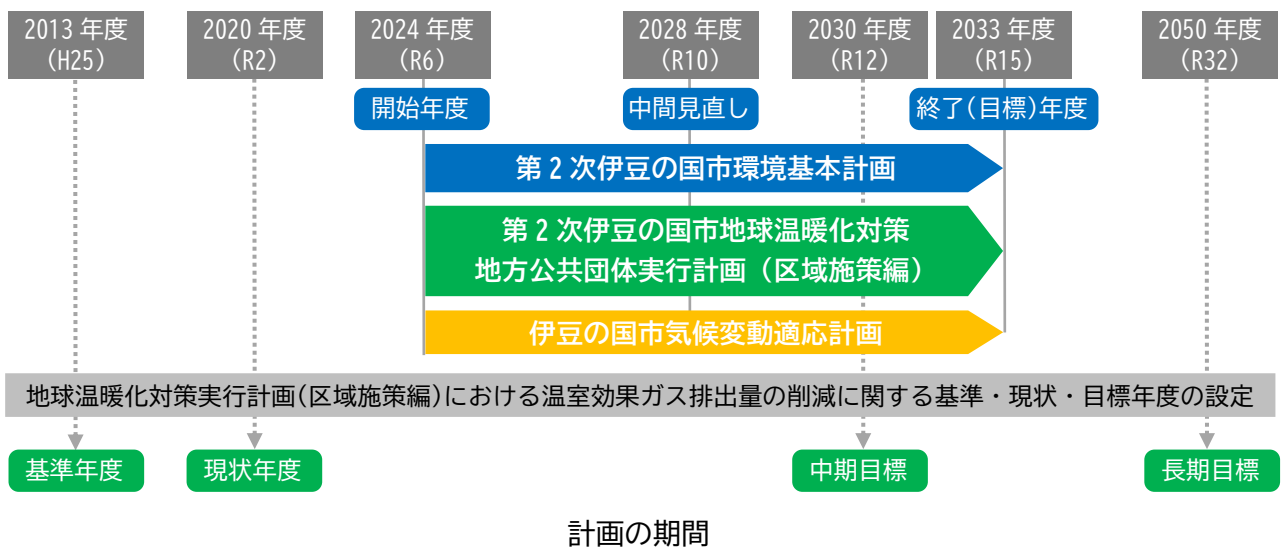 2013 年度
(H25)
2020 年度
(R2)
2024 年度
(R6)
2028 年度
(R10)
2030 年度
(R12)
2033 年度
(R15)
2050 年度
(R32)
開始年度
中間見直し
終了(目標)年度
第 2 次伊豆の国市環境基本計画
第 2 次伊豆の国市地球温暖化対策
地方公共団体実行計画（区域施策編）
伊豆の国市気候変動適応計画
地球温暖化対策実行計画(区域施策編)における温室効果ガス排出量の削減に関する基準・現状・目標年度の設定
基準年度
現状年度
中期目標
長期目標
計画の期間